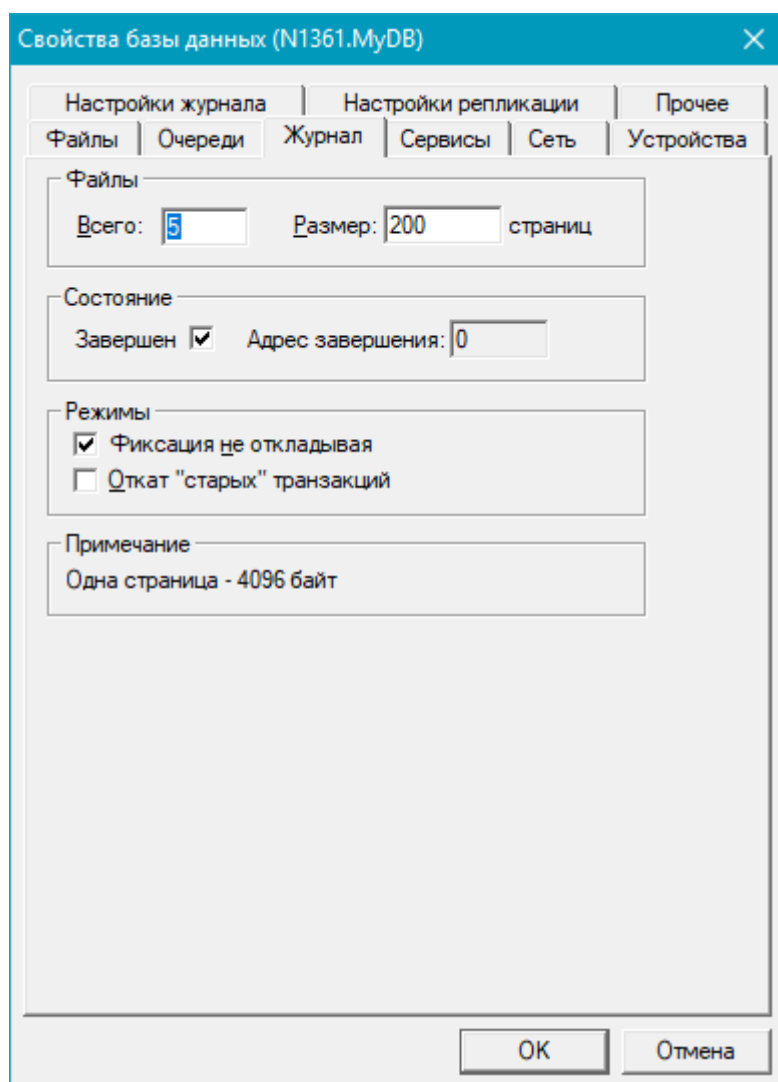 Свойства базы данных (N1361.MyDB)
Настройки журнала Настройки репликации Прочее
Файлы Очереди Журнал Сервисы Сеть Устройства
Файлы
Всего: 5 Размер: 200 страниц
Состояние
Завершен Адрес завершения: 0
Режимы
Фиксация не откладывая
Откат "старых" транзакций
Примечание
Одна страница - 4096 байт
OK Отмена